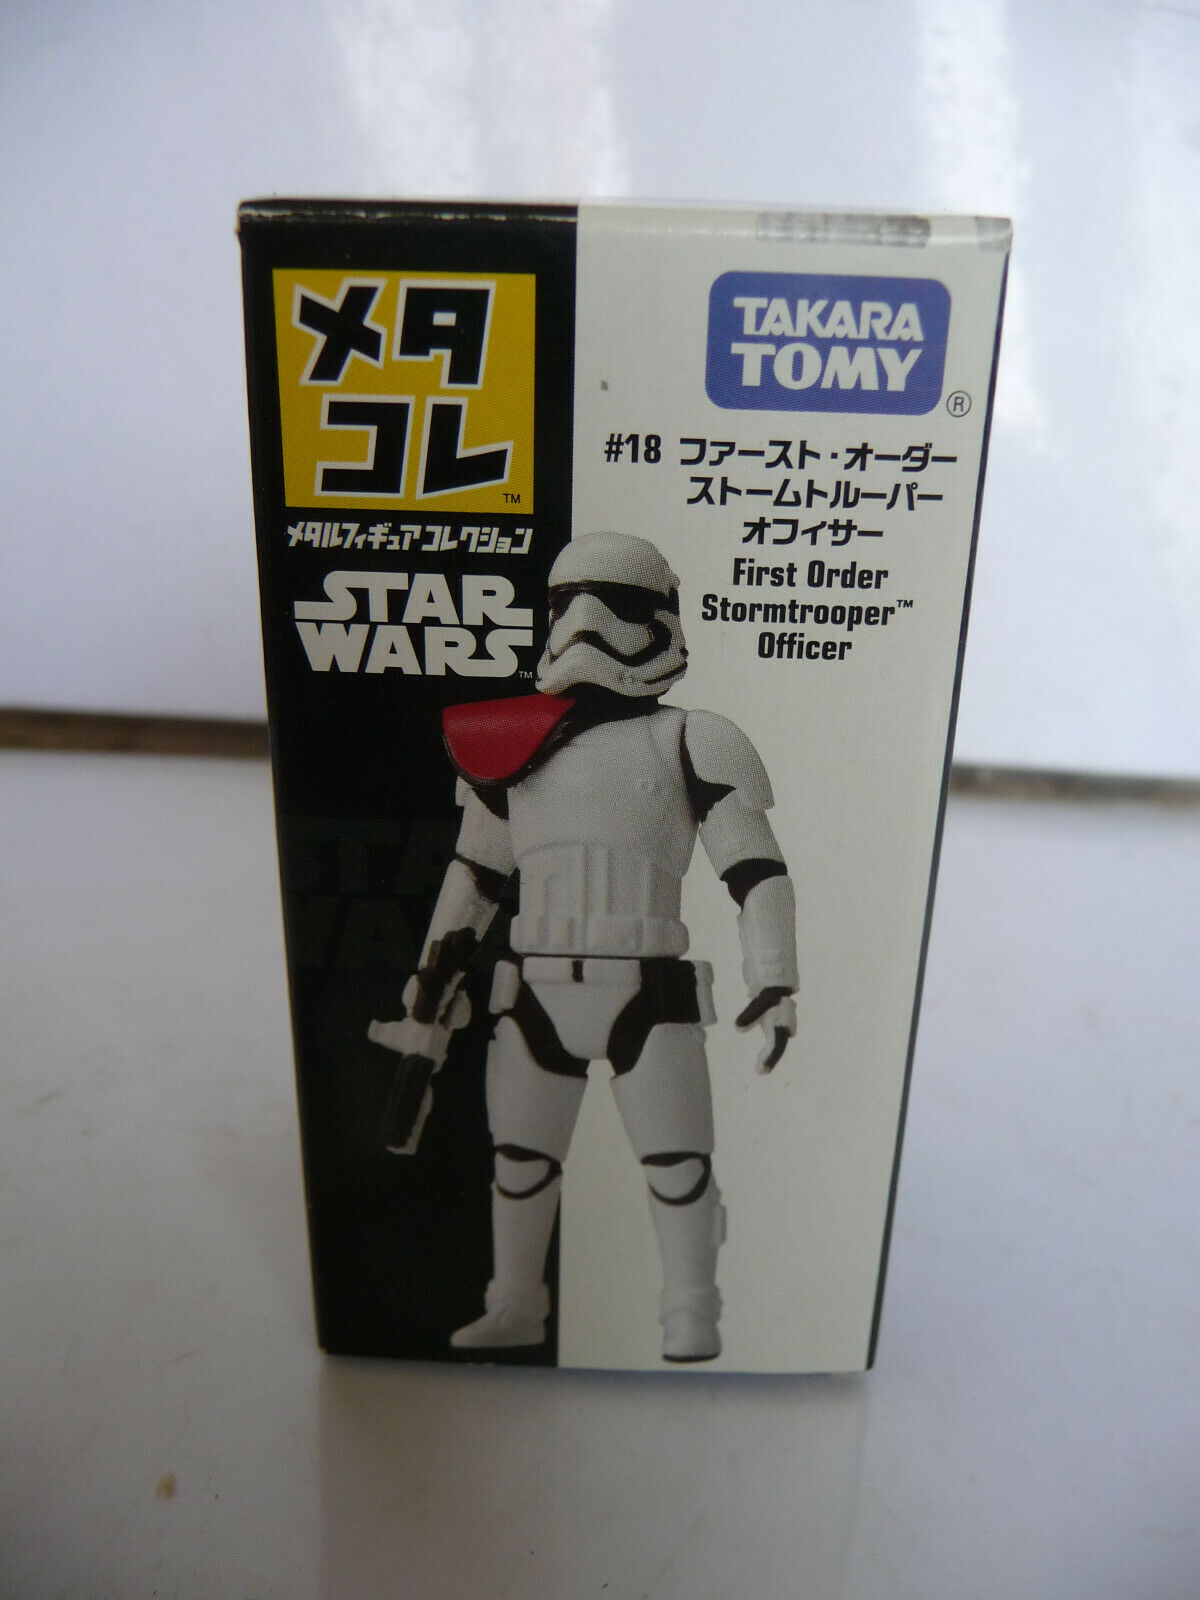 メタ
コレ
™
メタルフィギュアコレクション
STAR
WARS™
TAKARA
TOMY
®
#18 ファースト・オーダー
ストームトルーパー
オフィサー
First Order
Stormtrooper™
Officer